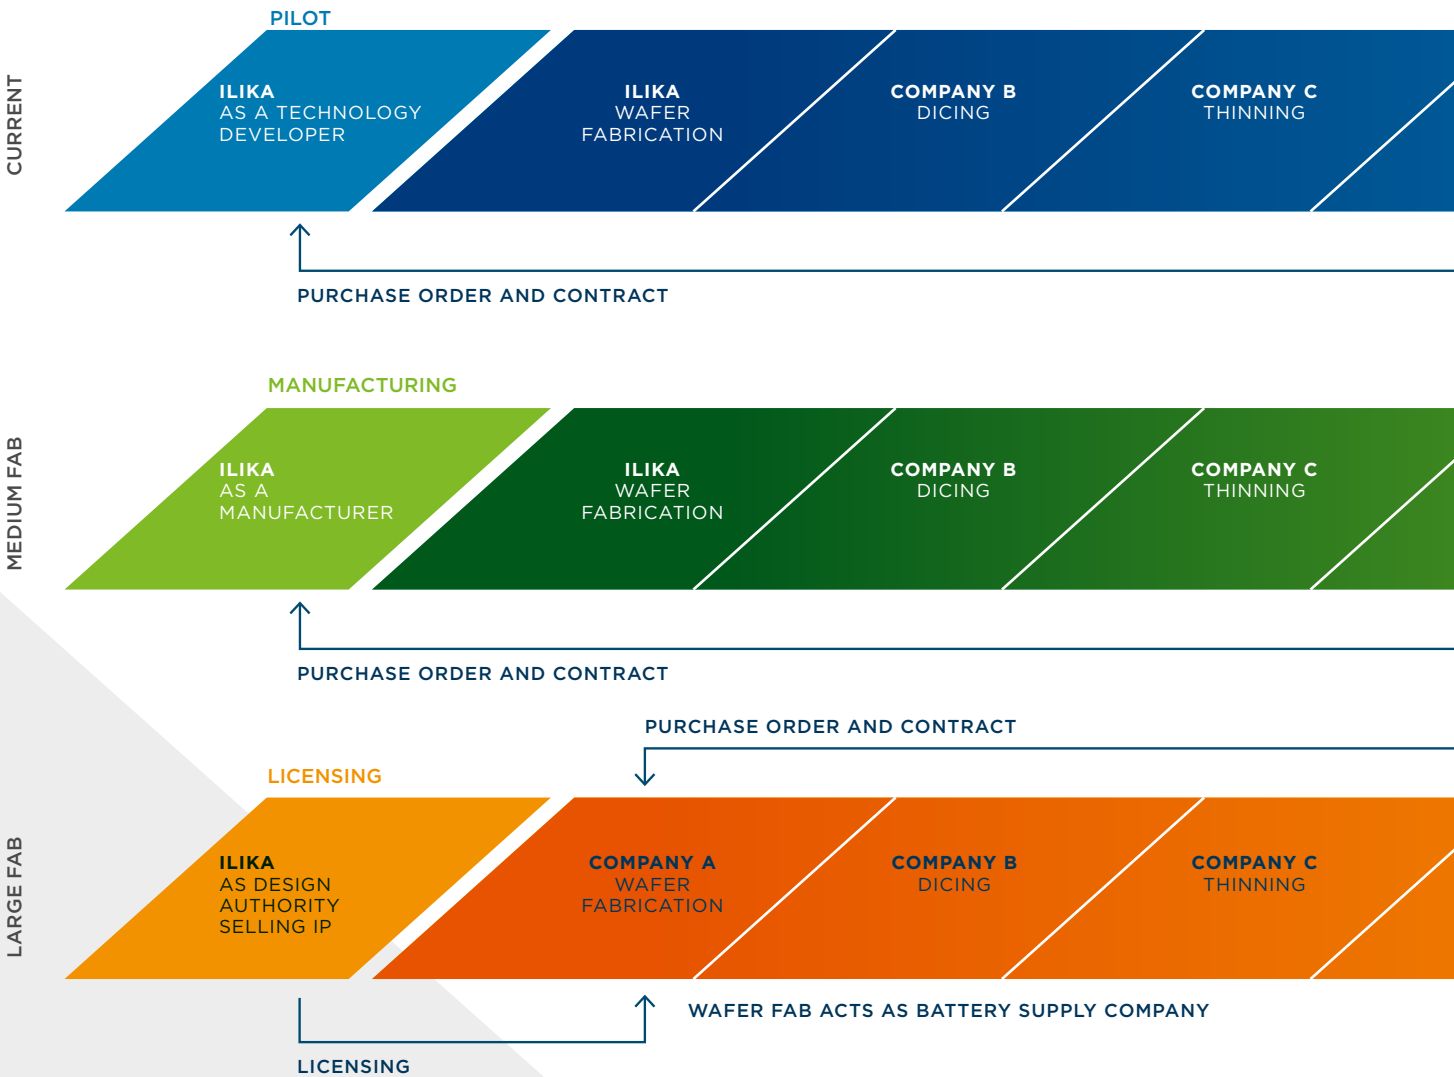 CURRENT
PILOT
ILIKA
AS A TECHNOLOGY
DEVELOPER
ILIKA
WAFER
FABRICATION
COMPANY B
DICING
COMPANY C
THINNING
PURCHASE ORDER AND CONTRACT
MEDIUM FAB
MANUFACTURING
ILIKA
AS A
MANUFACTURER
ILIKA
WAFER
FABRICATION
COMPANY B
DICING
COMPANY C
THINNING
PURCHASE ORDER AND CONTRACT
PURCHASE ORDER AND CONTRACT
LARGE FAB
LICENSING
ILIKA
AS DESIGN
AUTHORITY
SELLING IP
COMPANY A
WAFER
FABRICATION
COMPANY B
DICING
COMPANY C
THINNING
WAFER FAB ACTS AS BATTERY SUPPLY COMPANY
LICENSING